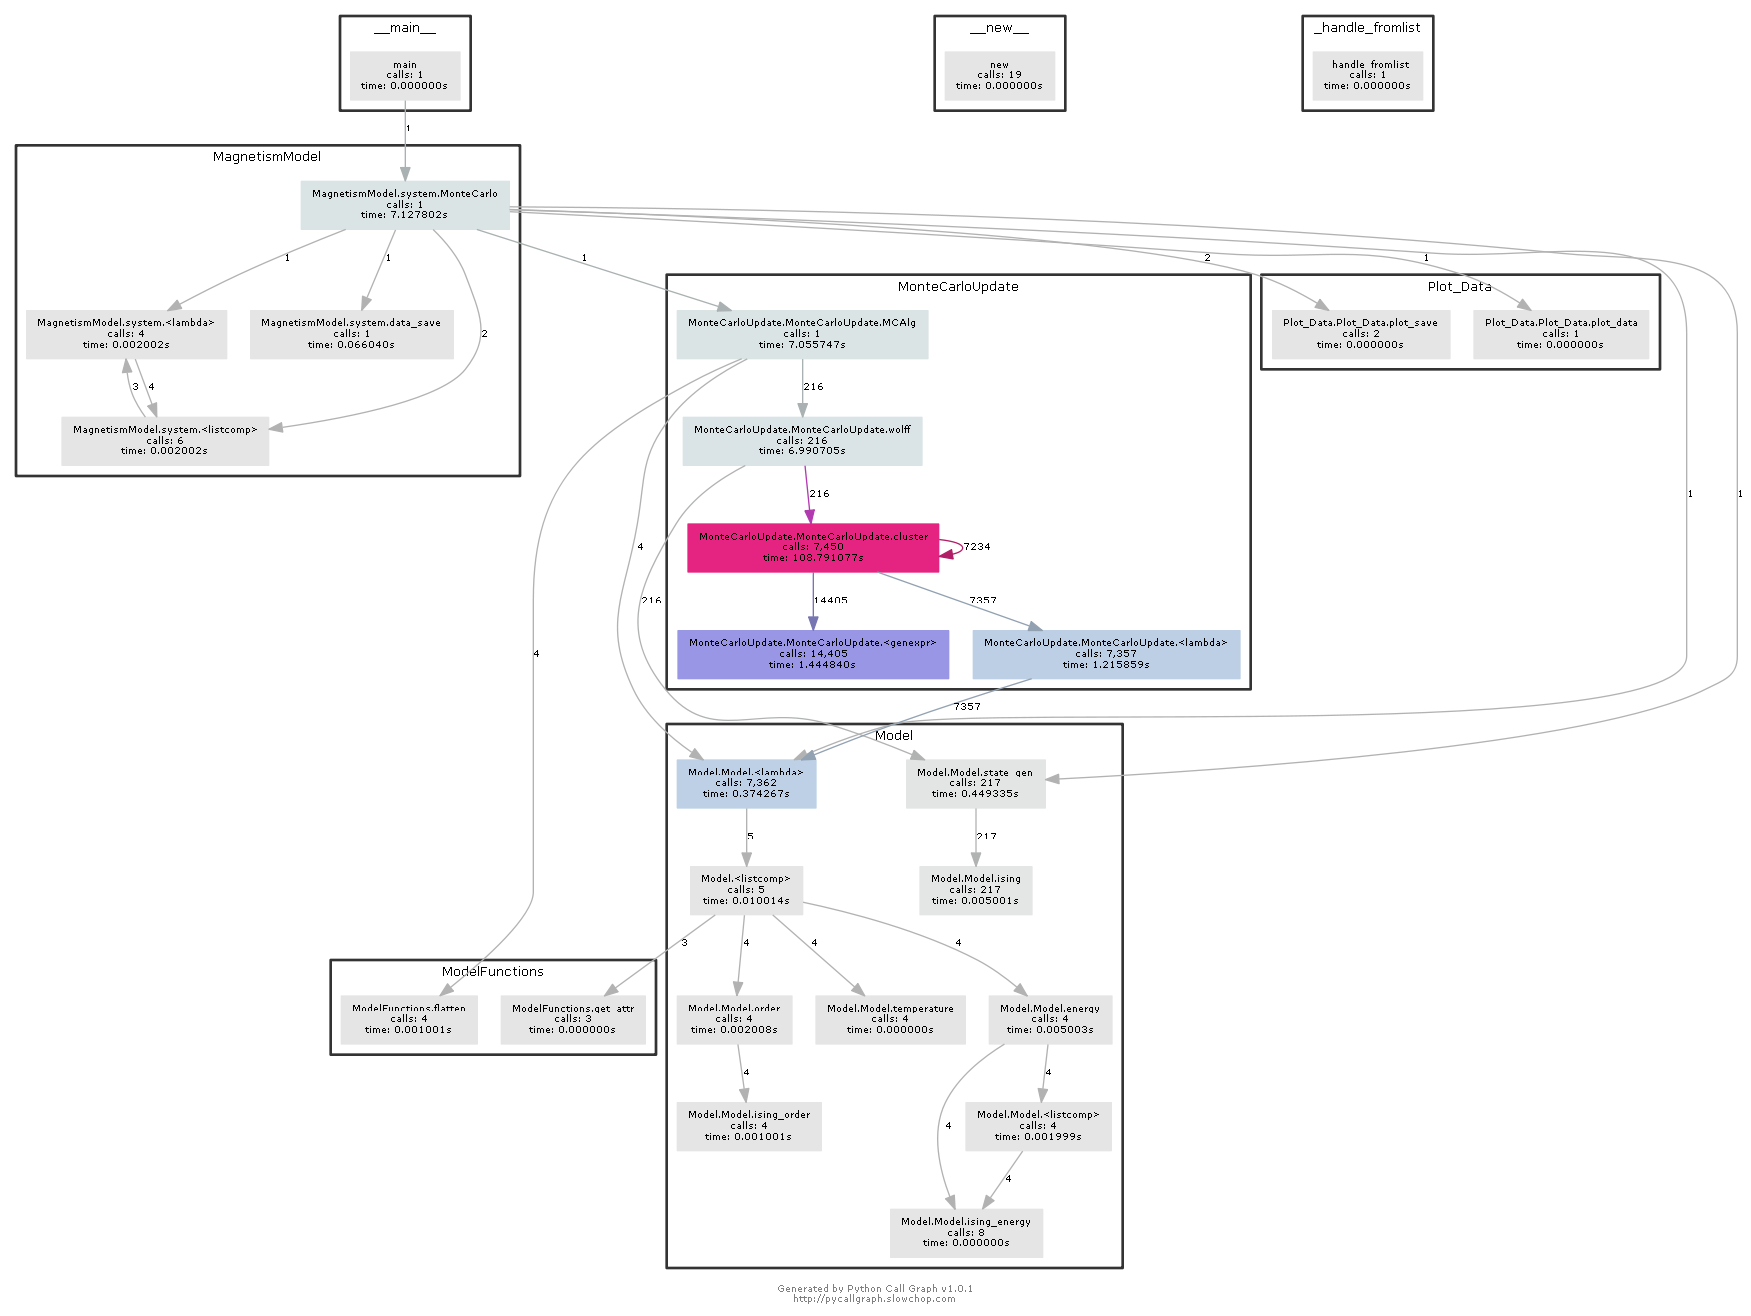 __main__
main
calls: 1
time: 0.000000s
__new__
new
calls: 19
time: 0.000000s
_handle_fromlist
handle fromlist
calls: 1
time: 0.000000s
1
MagnetismModel
MagnetismModel.system.MonteCarlo
calls: 1
time: 7.127802s
1
1
1
2
1
2
MagnetismModel.system.<lambda>
calls: 4
time: 0.002002s
MagnetismModel.system.data_save
calls: 1
time: 0.066040s
3
4
MagnetismModel.system.<listcomp>
calls: 6
time: 0.002002s
MonteCarloUpdate
MonteCarloUpdate.MonteCarloUpdate.MCAlg
calls: 1
time: 7.055747s
216
MonteCarloUpdate.MonteCarloUpdate.wolff
calls: 216
time: 6.990705s
216
MonteCarloUpdate.MonteCarloUpdate.cluster
calls: 7,450
time: 108.791077s
7234
14405
7357
MonteCarloUpdate.MonteCarloUpdate.<genexpr>
calls: 14,405
time: 1.444840s
MonteCarloUpdate.MonteCarloUpdate.<lambda>
calls: 7,357
time: 1.215859s
Plot_Data
Plot_Data.Plot_Data.plot_save
calls: 2
time: 0.000000s
Plot_Data.Plot_Data.plot_data
calls: 1
time: 0.000000s
1
1
4
216
4
7357
Model
Model.Model.<lambda>
calls: 7,362
time: 0.374267s
Model.Model.state_gen
calls: 217
time: 0.449335s
5
217
Model.<listcomp>
calls: 5
time: 0.010014s
Model.Model.ising
calls: 217
time: 0.005001s
3
4
4
4
ModelFunctions
ModelFunctions.flatten
calls: 4
time: 0.001001s
ModelFunctions.get_attr
calls: 3
time: 0.000000s
Model.Model.order
calls: 4
time: 0.002008s
Model.Model.temperature
calls: 4
time: 0.000000s
Model.Model.energy
calls: 4
time: 0.005003s
4
4
4
Model.Model.ising_order
calls: 4
time: 0.001001s
Model.Model.<listcomp>
calls: 4
time: 0.001999s
4
Model.Model.ising_energy
calls: 8
time: 0.000000s
Generated by Python Call Graph v1.0.1
http://pycallgraph.slowchop.com